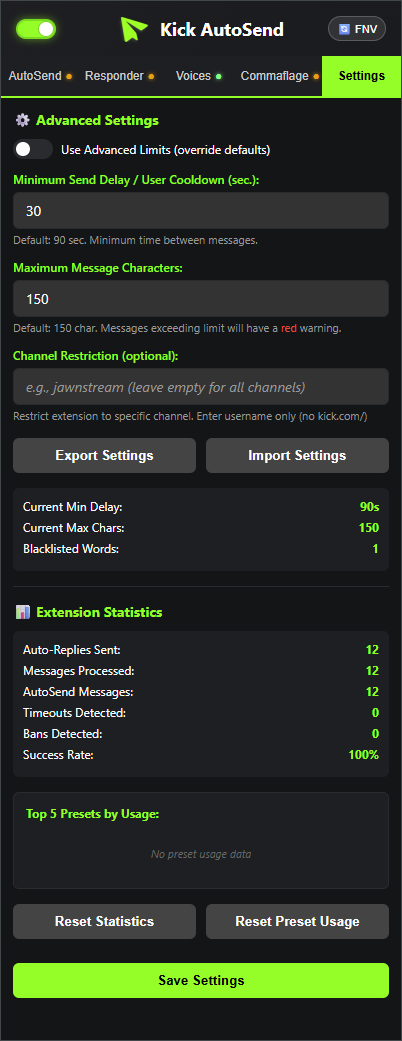 Kick AutoSend
FNV
AutoSend
Responder
Voices
Commaflage
Settings
Advanced Settings
Use Advanced Limits (override defaults)
Minimum Send Delay / User Cooldown (sec.):
30
Default: 90 sec. Minimum time between messages.
Maximum Message Characters:
150
Default: 150 char. Messages exceeding limit will have a red warning.
Channel Restriction (optional):
e.g., jawnstream (leave empty for all channels)
Restrict extension to specific channel. Enter username only (no kick.com/)
Export Settings
Import Settings
Current Min Delay: 90s
Current Max Chars: 150
Blacklisted Words: 1
Extension Statistics
Auto-Replies Sent: 12
Messages Processed: 12
AutoSend Messages: 12
Timeouts Detected: 0
Bans Detected: 0
Success Rate: 100%
Top 5 Presets by Usage:
No preset usage data
Reset Statistics
Reset Preset Usage
Save Settings